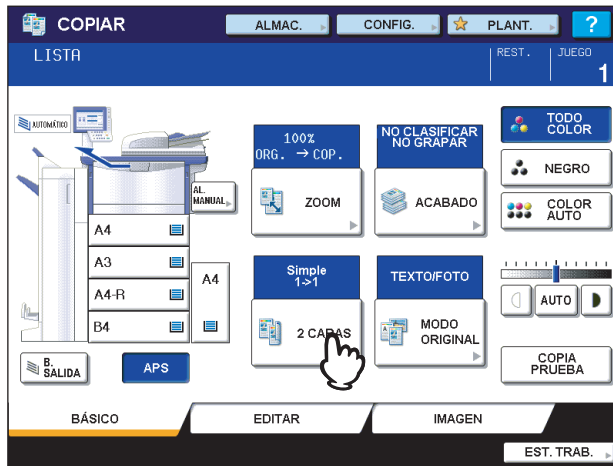 COPIAR
ALMAC.
CONFIG.
PLANT.
?
LISTA
REST.
JUEGO
1
AUTOMÁTICO
100%
ORG. → COP.
ZOOM
NO CLASIFICAR
NO GRAPAR
ACABADO
TODO
COLOR
NEGRO
COLOR
AUTO
AL.
MANUAL
A4
A3
A4-R
B4
A4
Simple
1->1
2 CARAS
TEXTO/FOTO
MODO
ORIGINAL
AUTO
COPIA
PRUEBA
B.
SALIDA
APS
BÁSICO
EDITAR
IMAGEN
EST. TRAB.